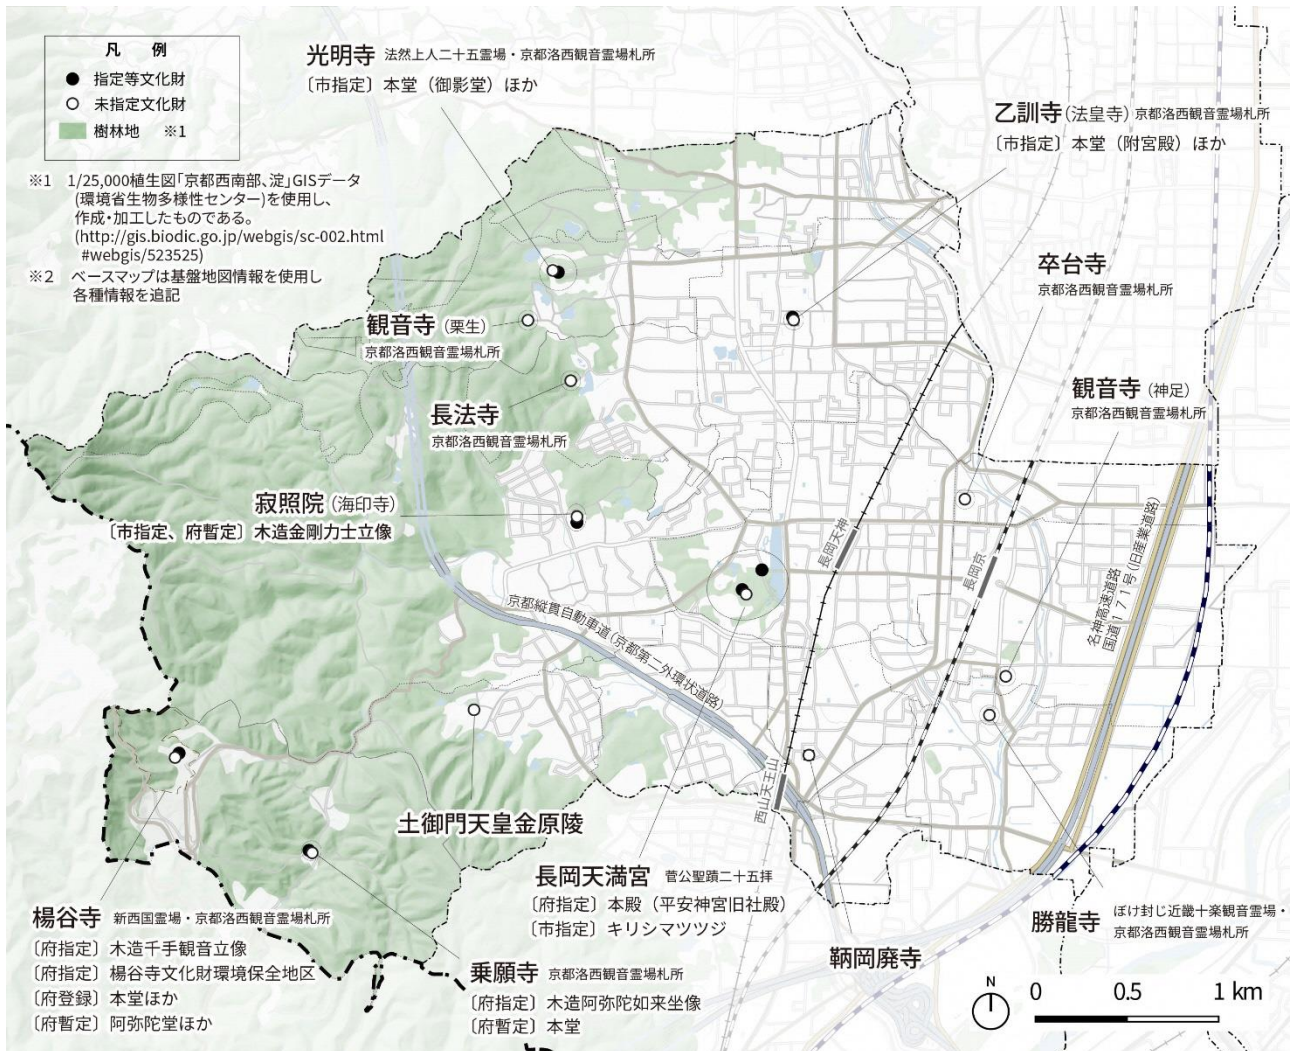 凡 例
指定等文化財
未指定文化財
樹林地 ※1
※1 1/25,000植生図「京都西南部、淀」GISデータ
(環境省生物多様性センター)を使用し、
作成・加工したものである。
(http://gis.biodic.go.jp/webgis/sc-002.html
#webgis/523525)
※2 ベースマップは基盤地図情報を使用し
各種情報を追記
光明寺 法然上人二十五霊場・京都洛西観音霊場札所
〔市指定〕本堂（御影堂）ほか
乙訓寺（法皇寺）京都洛西観音霊場札所
〔市指定〕本堂（附宮殿）ほか
卒台寺
京都洛西観音霊場札所
観音寺（粟生）
京都洛西観音霊場札所
観音寺（神足）
京都洛西観音霊場札所
長法寺
京都洛西観音霊場札所
寂照院（海印寺）
〔市指定、府暫定〕木造金剛力士立像
長岡天神
長岡京
名神高速道路
国道171号(旧産業道路)
京都縦貫自動車道(京都第二外環状道路)
西山天王山
土御門天皇金原陵
長岡天満宮 菅公聖蹟二十五拝
〔府指定〕本殿（平安神宮旧社殿）
〔市指定〕キリシマツツジ
鞆岡廃寺
勝龍寺 ぼけ封じ近畿十楽観音霊場・
京都洛西観音霊場札所
楊谷寺 新西国霊場・京都洛西観音霊場札所
〔府指定〕木造千手観音立像
〔府指定〕楊谷寺文化財環境保全地区
〔府登録〕本堂ほか
〔府暫定〕阿弥陀堂ほか
乗願寺 京都洛西観音霊場札所
〔府指定〕木造阿弥陀如来坐像
〔府暫定〕本堂
N
0 0.5 1 km